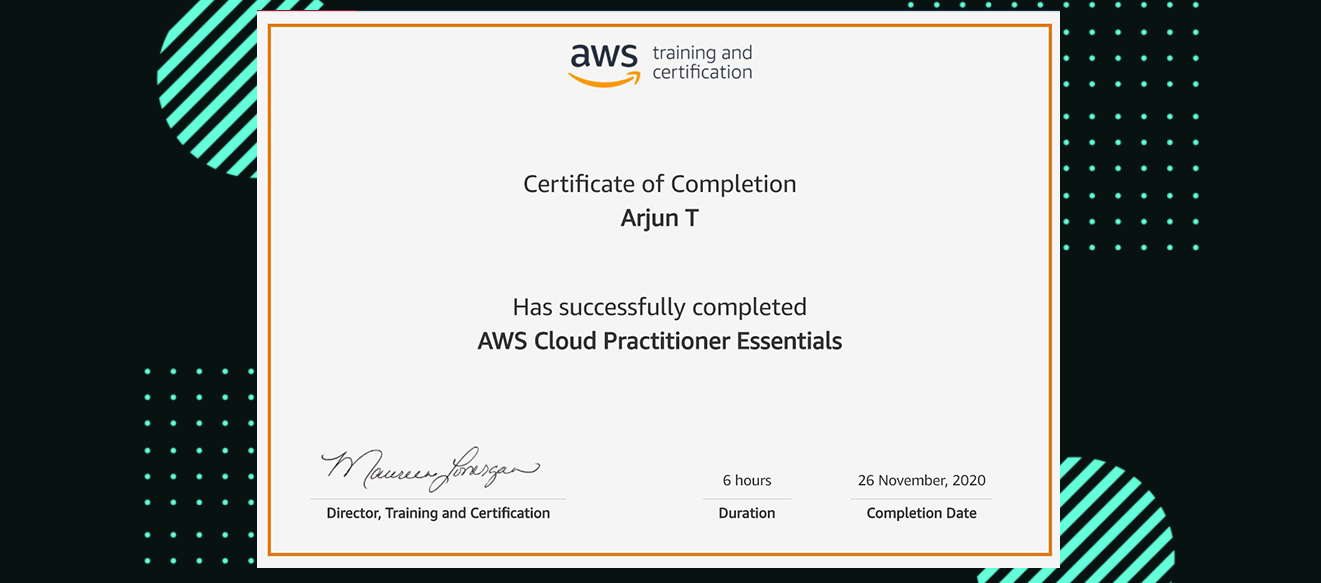 aws training and
certification
Certificate of Completion
Arjun T
Has successfully completed
AWS Cloud Practitioner Essentials
Maureen Lonergan
6 hours
26 November, 2020
Director, Training and Certification
Duration
Completion Date